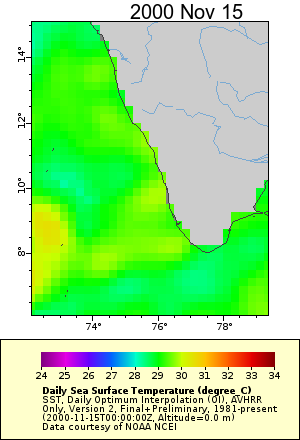 2000 Nov 15
14°
12°
10°
8°
74° 76° 78°
24 25 26 27 28 29 30 31 32 33 34
Daily Sea Surface Temperature (degree_C)
SST, Daily Optimum Interpolation (OI), AVHRR
Only, Version 2, Final+Preliminary, 1981-present
(2000-11-15T00:00:00Z, Altitude=0.0 m)
Data courtesy of NOAA NCEI